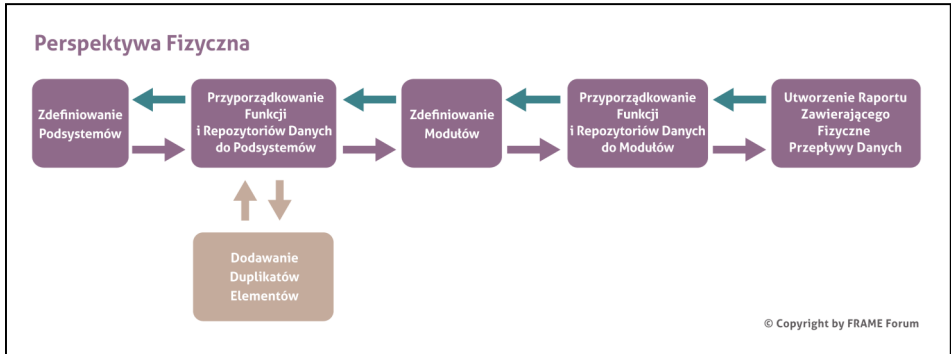 Perspektywa Fizyczna
Zdefiniowanie
Podsystemów
Przyporządkowanie
Funkcji
i Repozytoriów Danych
do Podsystemów
Zdefiniowanie
Modułów
Przyporządkowanie
Funkcji
i Repozytoriów Danych
do Modułów
Utworzenie Raportu
Zawierającego
Fizyczne
Przepływy Danych
Dodawanie
Duplikatów
Elementów
© Copyright by FRAME Forum